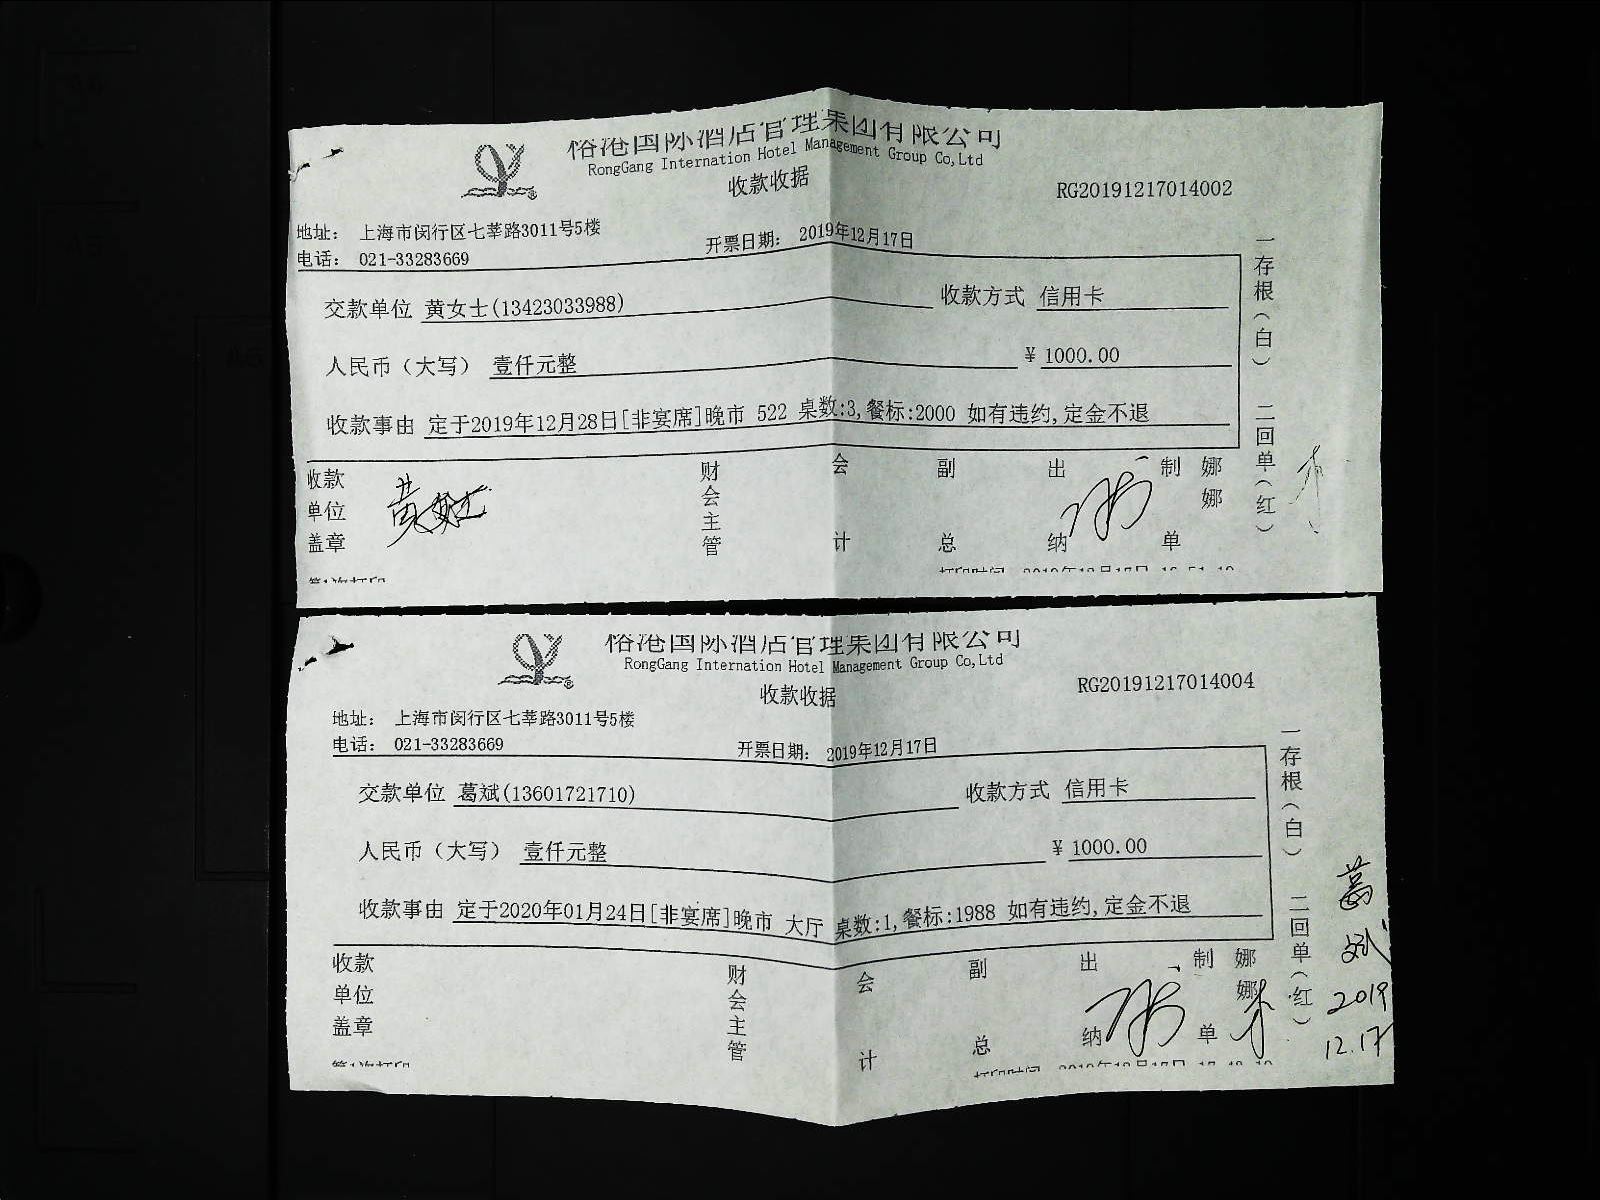 裕港国际酒店管理集团有限公司
RongGang Internation Hotel Management Group Co,Ltd
收款收据
RG20191217014002
地址: 上海市闵行区七莘路3011号5楼
电话: 021-33283669
开票日期: 2019年12月17日
交款单位 黄女士(13423033988)
收款方式 信用卡
人民币(大写) 壹仟元整
¥ 1000.00
收款事由 定于2019年12月28日[非宴席]晚市 522 桌数:3,餐标:2000 如有违约,定金不退
一存根(白) 二回单(红)
收款单位盖章
黄女士
财会主管
会计
副总
出纳
制单
娜娜
第1次打印
裕港国际酒店管理集团有限公司
RongGang Internation Hotel Management Group Co,Ltd
收款收据
RG20191217014004
地址: 上海市闵行区七莘路3011号5楼
电话: 021-33283669
开票日期: 2019年12月17日
交款单位 葛斌(13601721710)
收款方式 信用卡
人民币(大写) 壹仟元整
¥ 1000.00
收款事由 定于2020年01月24日[非宴席]晚市 大厅 桌数:1,餐标:1988 如有违约,定金不退
一存根(白) 二回单(红)
葛斌
2019
12.17
收款单位盖章
财会主管
会计
副总
出纳
制单
娜娜
第1次打印